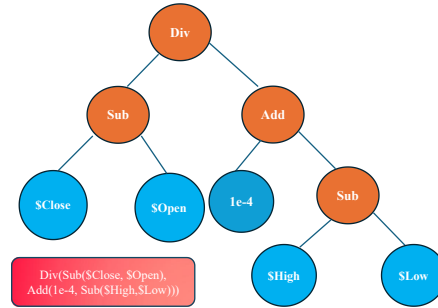 Div
Sub
Add
$Close
$Open
1e-4
Sub
$High
$Low
Div(Sub($Close, $Open),
Add(1e-4, Sub($High,$Low)))